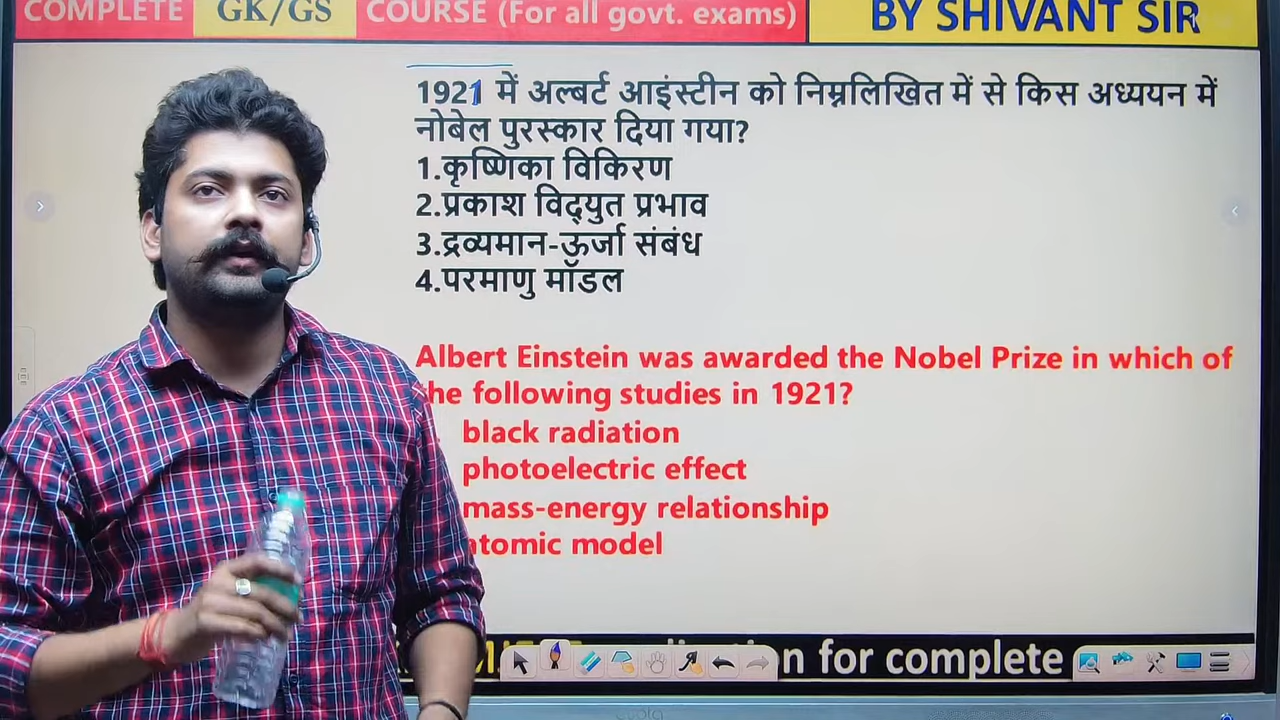 COMPLETE GK/GS COURSE (For all govt. exams) BY SHIVANT SIR
1921 में अल्बर्ट आइंस्टीन को निम्नलिखित में से किस अध्ययन में
नोबेल पुरस्कार दिया गया?
1.कृष्णिका विकिरण
2.प्रकाश विद्युत प्रभाव
3.द्रव्यमान-ऊर्जा संबंध
4.परमाणु मॉडल
Albert Einstein was awarded the Nobel Prize in which of
the following studies in 1921?
black radiation
photoelectric effect
mass-energy relationship
atomic model
for complete